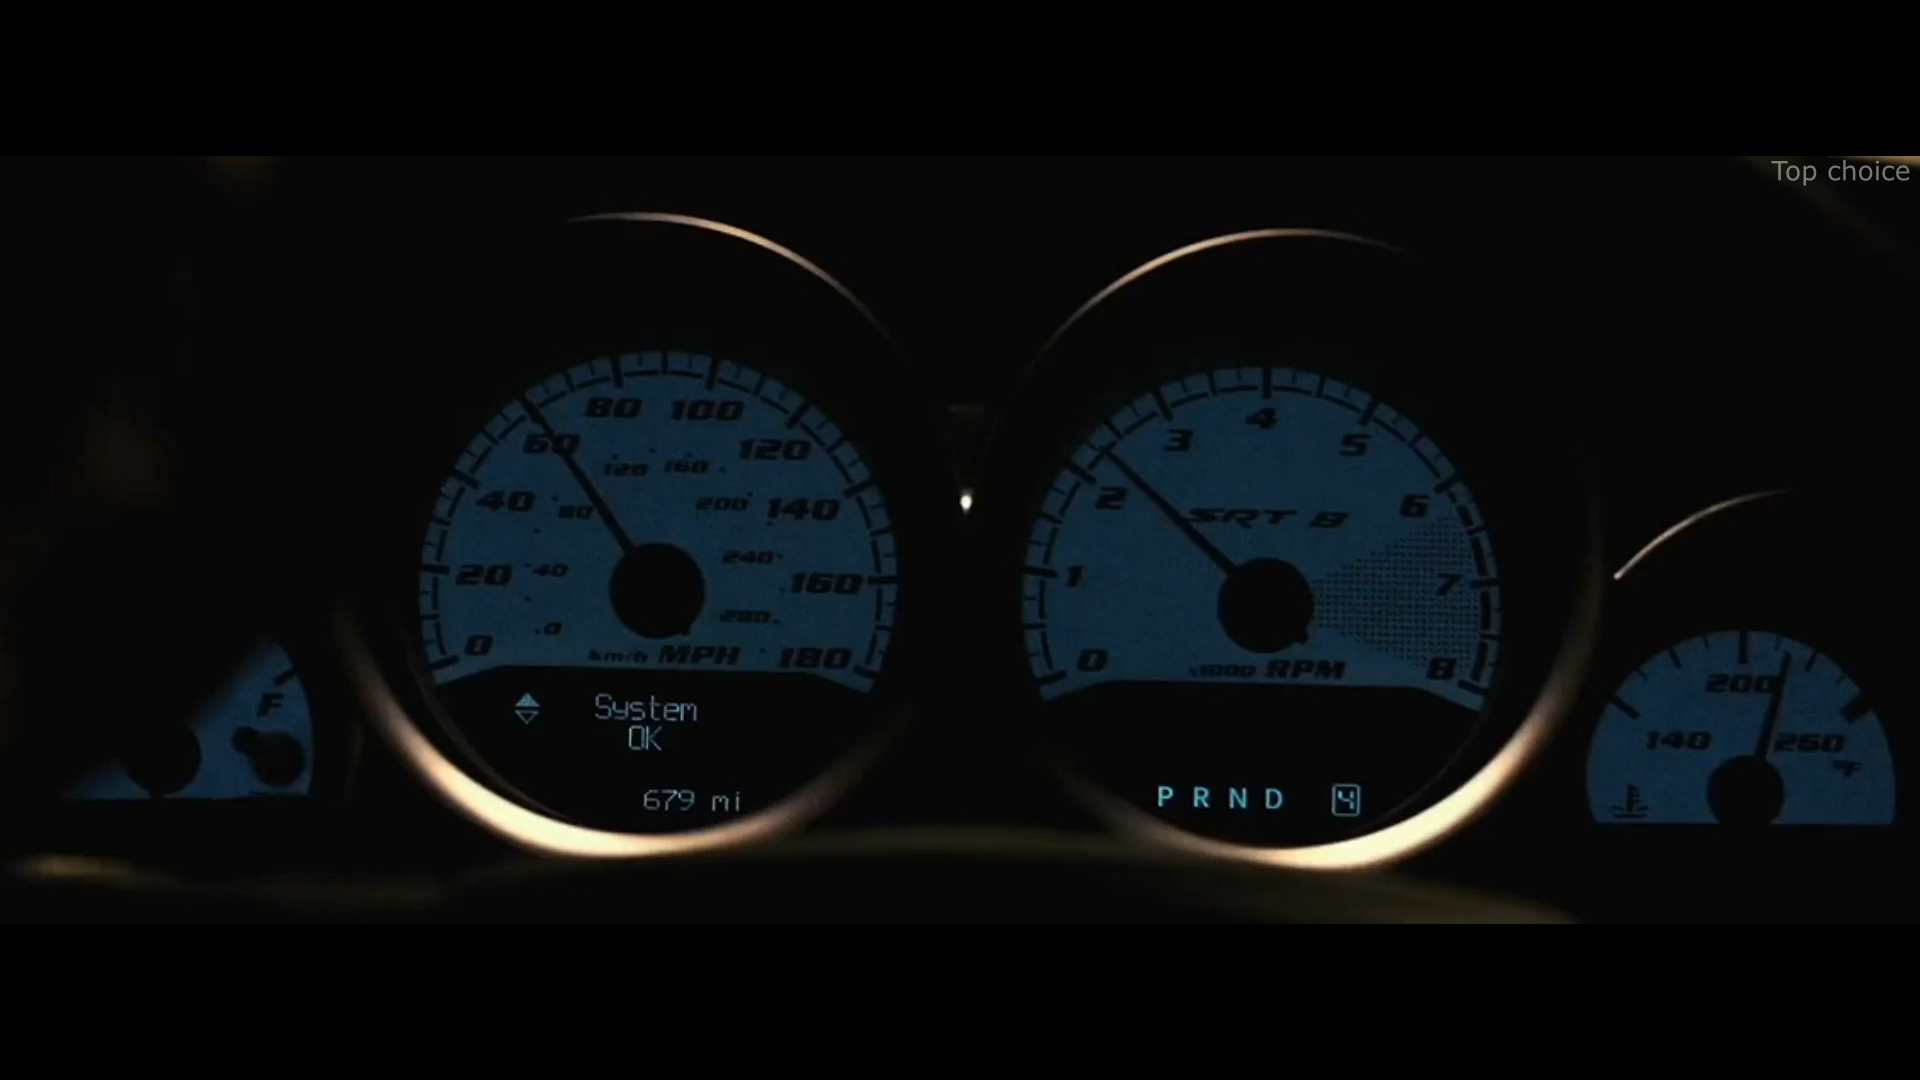 Top choice
80 100
60 120
120 160
40 80 200 140
20 40 240 160
0 0 280
km/h MPH 180
System
OK
679 mi
F
4
3 5
2 6
SRT 8
1 7
0 x1000 RPM 8
P R N D 4
200
140 260
°F